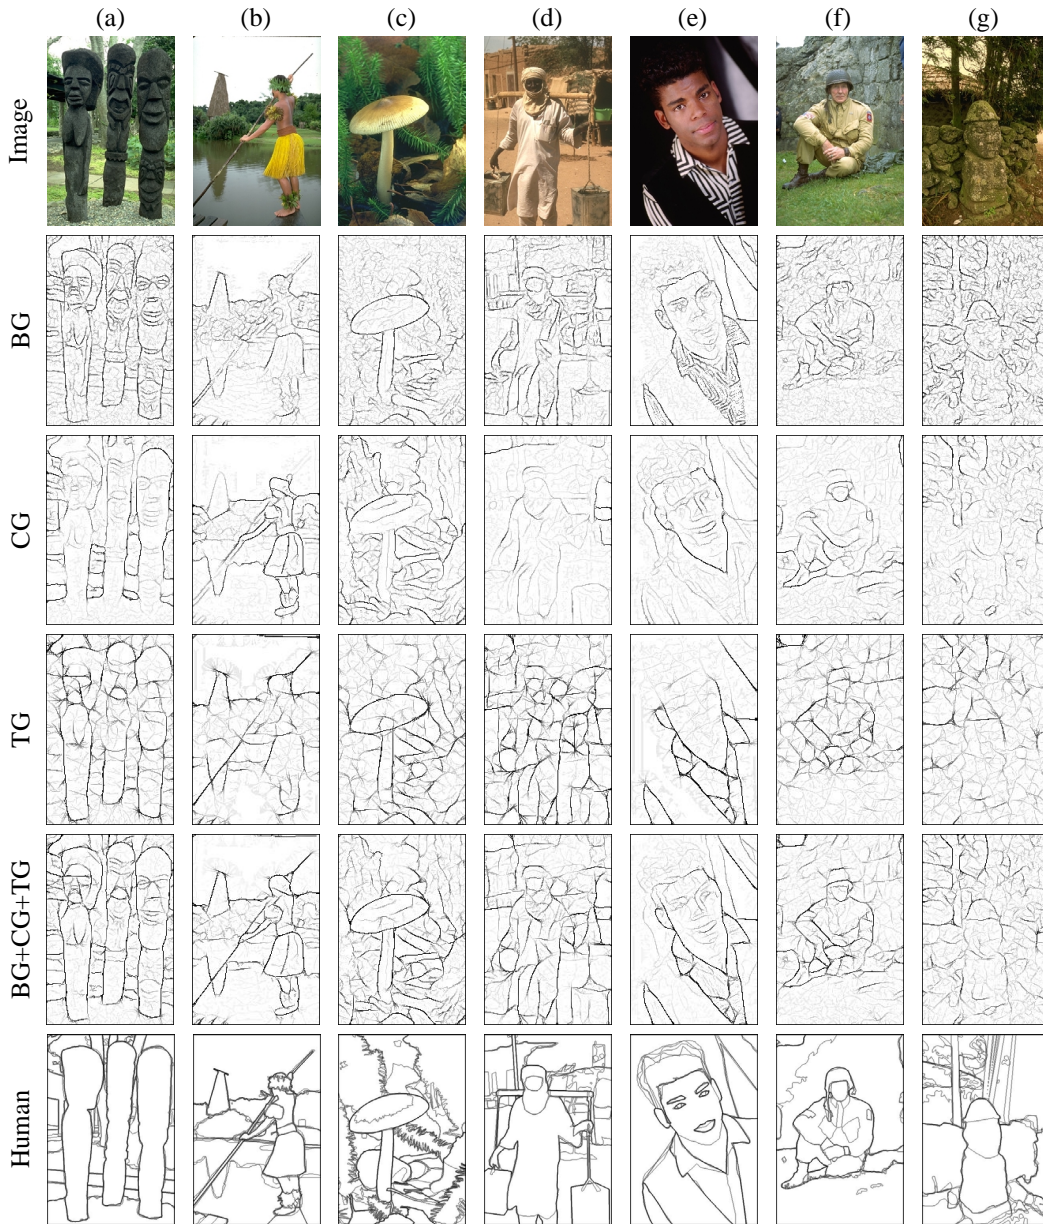 (a) (b) (c) (d) (e) (f) (g)
Image
BG
CG
TG
BG+CG+TG
Human